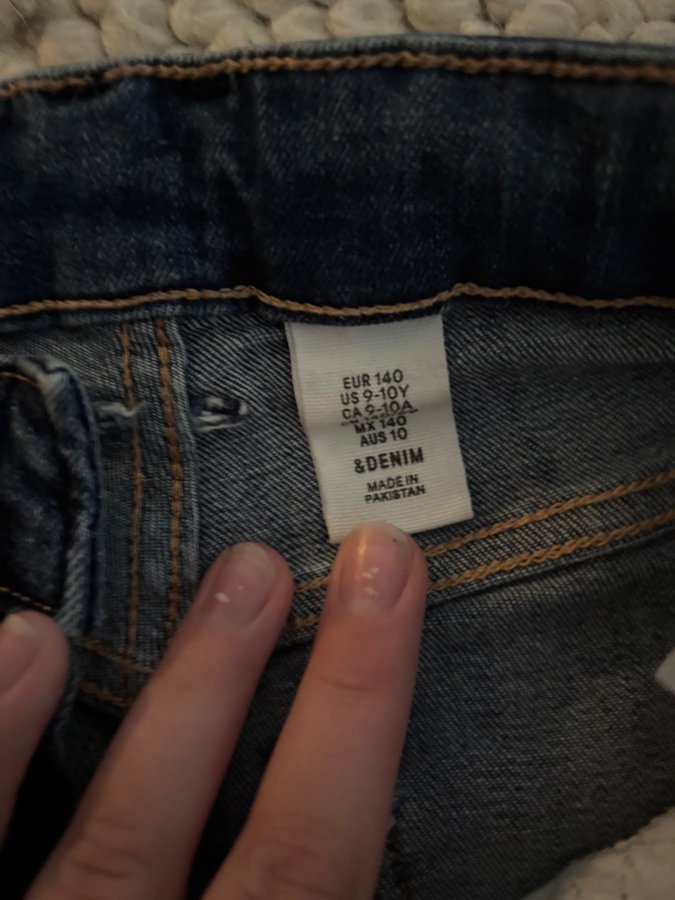 EUR 140
US 9-10Y
CA 9-10A
MX 140
AUS 10
&DENIM
MADE IN
PAKISTAN